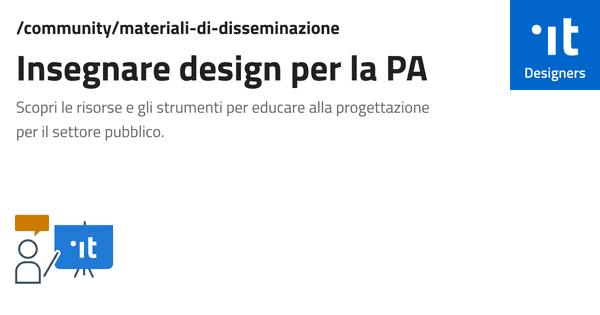 /community/materiali-di-disseminazione
Insegnare design per la PA
Scopri le risorse e gli strumenti per educare alla progettazione
per il settore pubblico.
.it
Designers
.it